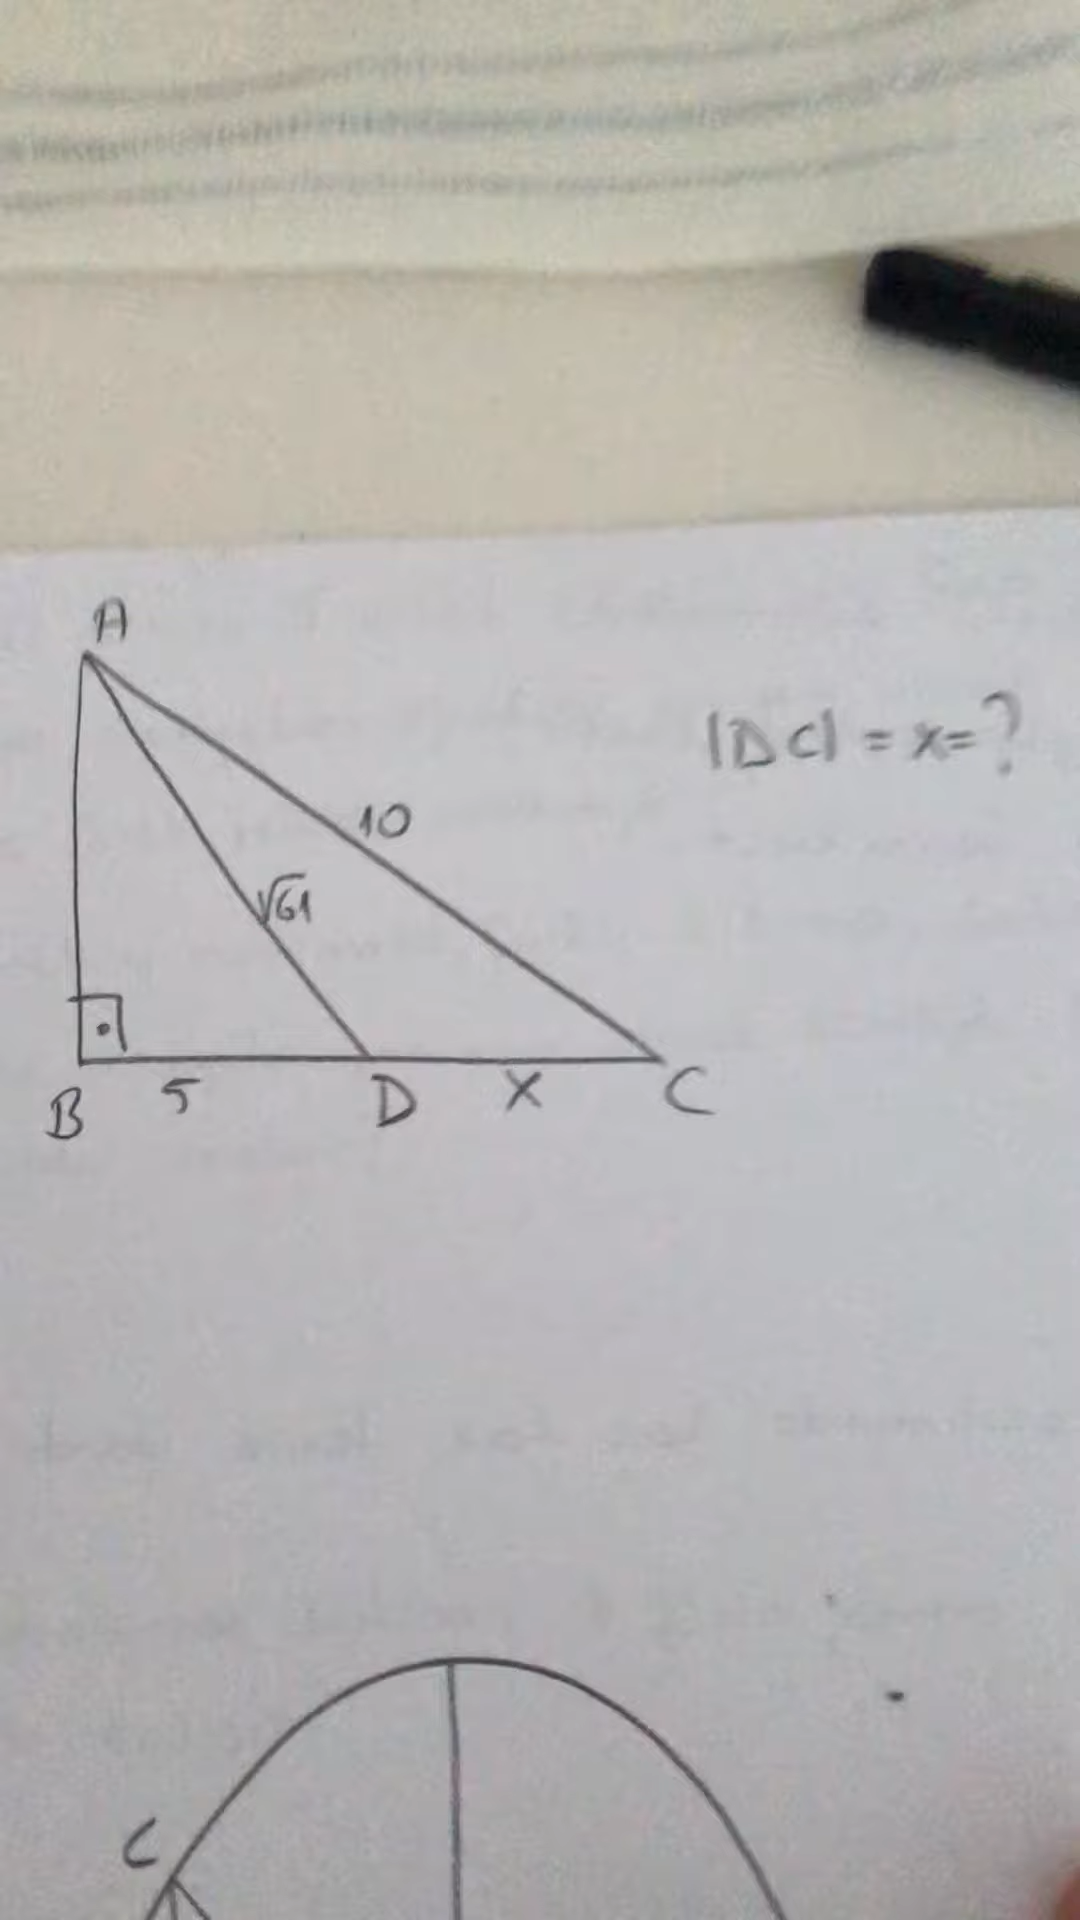 A
|DC| = x = ?
10
√61
B 5 D X C
C